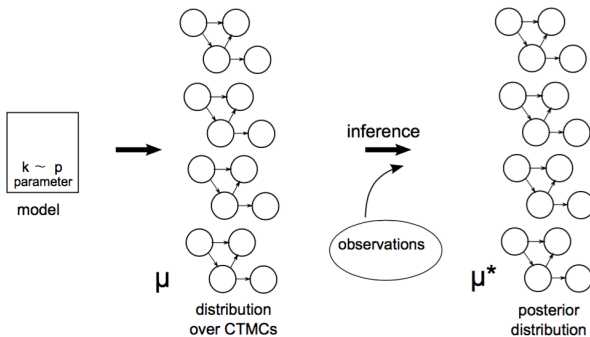 k ~ p
parameter
model
μ
distribution
over CTMCs
inference
observations
μ*
posterior
distribution